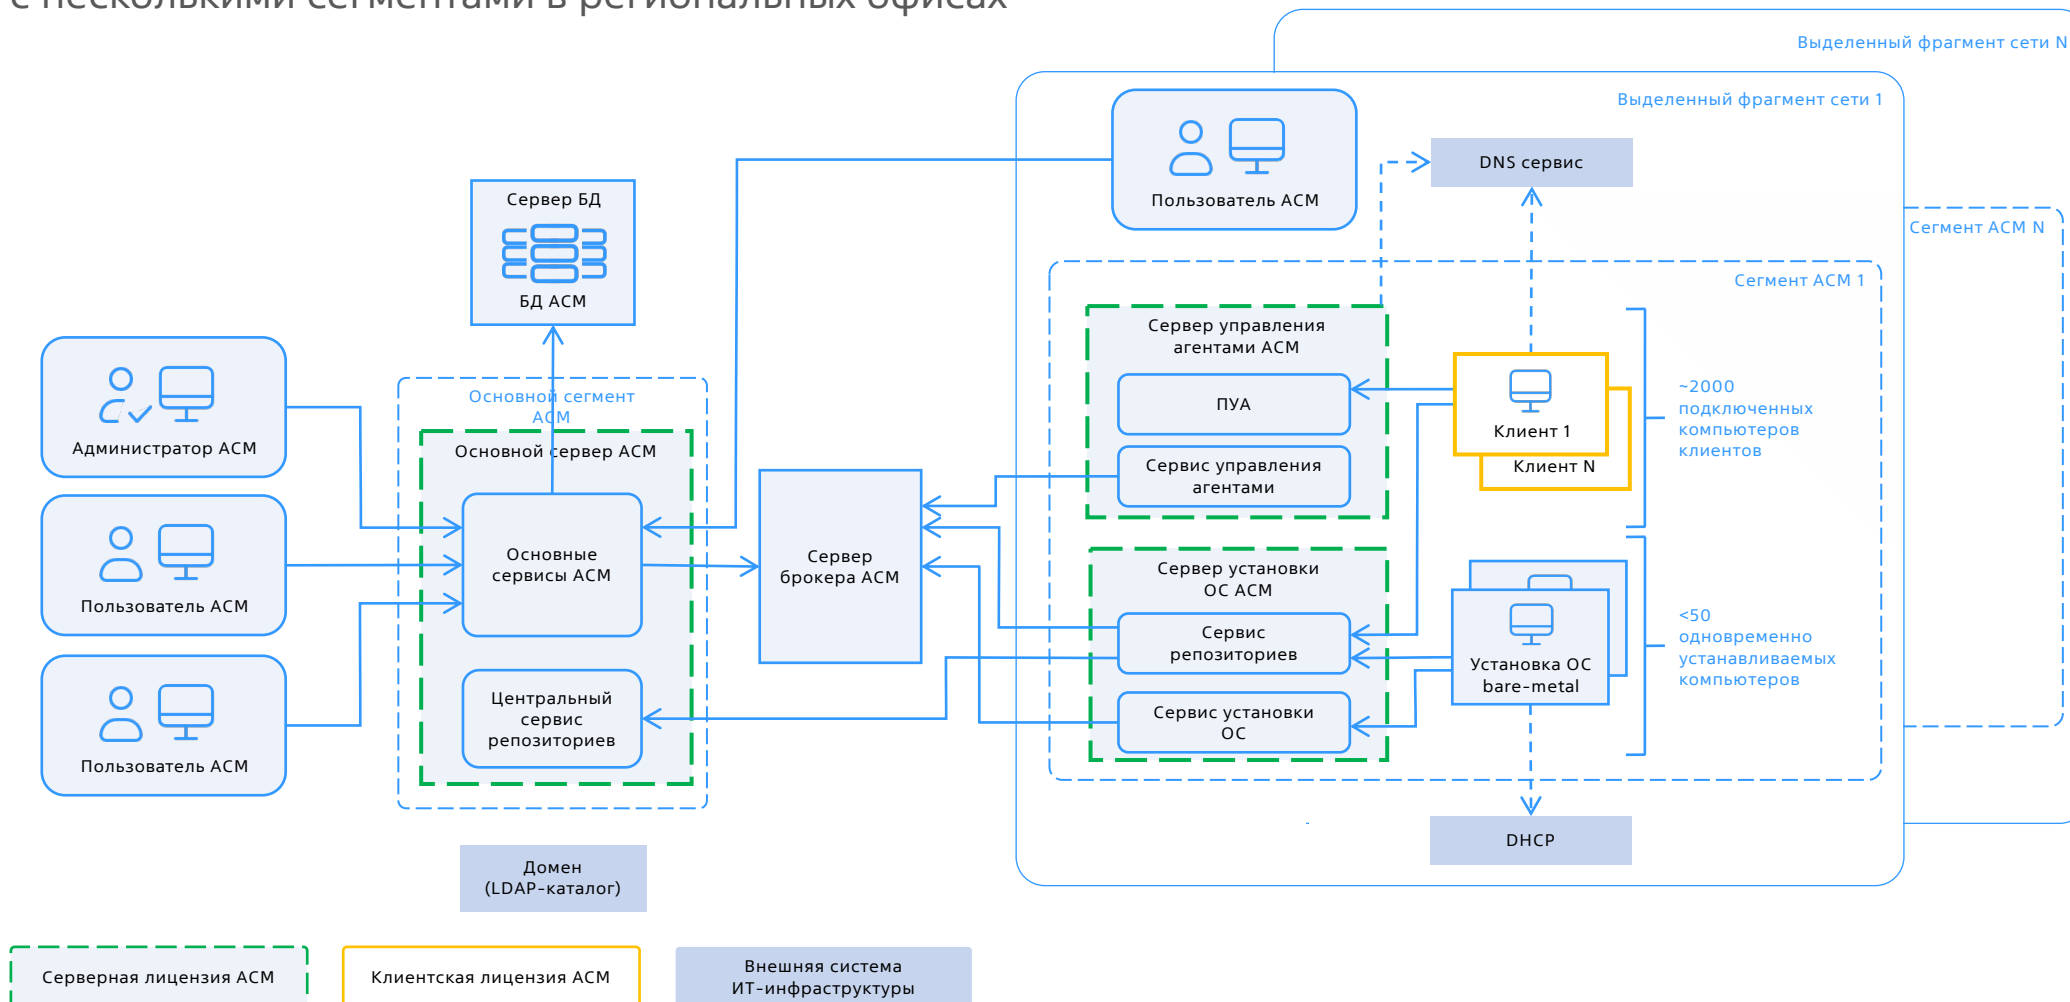 с несколькими сегментами в региональных офисах
Выделенный фрагмент сети N
Выделенный фрагмент сети 1
Пользователь АСМ
DNS сервис
Сегмент АСМ N
Сегмент АСМ 1
Сервер БД
БД АСМ
Администратор АСМ
Пользователь АСМ
Пользователь АСМ
Основной сегмент
АСМ
Основной сервер АСМ
Основные
сервисы АСМ
Центральный
сервис
репозиториев
Сервер
брокера АСМ
Сервер управления
агентами АСМ
ПУА
Сервис управления
агентами
Сервер установки
ОС АСМ
Сервис
репозиториев
Сервис установки
ОС
Клиент 1
Клиент N
~2000
подключенных
компьютеров
клиентов
Установка ОС
bare-metal
<50
одновременно
устанавливаемых
компьютеров
DHCP
Домен
(LDAP-каталог)
Серверная лицензия АСМ
Клиентская лицензия АСМ
Внешняя система
ИТ-инфраструктуры